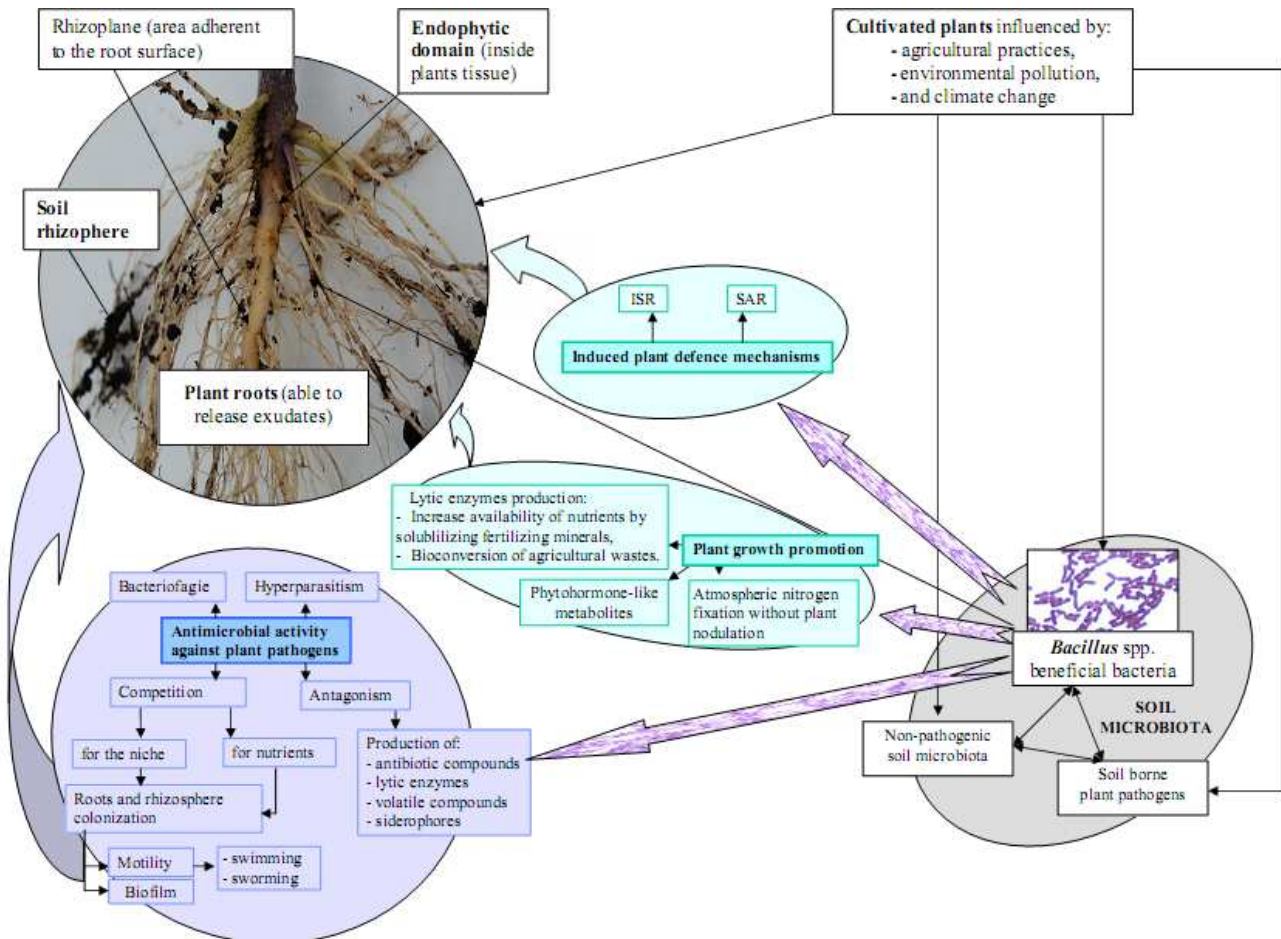 Rhizoplane (area adherent
to the root surface)
Endophytic
domain (inside
plants tissue)
Cultivated plants influenced by:
- agricultural practices,
- environmental pollution,
- and climate change
Soil
rhizophere
ISR
SAR
Induced plant defence mechanisms
Plant roots (able to
release exudates)
Lytic enzymes production:
- Increase availability of nutrients by
solublilizing fertilizing minerals,
- Bioconversion of agricultural wastes.
Plant growth promotion
Phytohormone-like
metabolites
Atmospheric nitrogen
fixation without plant
nodulation
Bacteriofagie
Hyperparasitism
Antimicrobial activity
against plant pathogens
Competition
Antagonism
for the niche
for nutrients
Production of:
- antibiotic compounds
- lytic enzymes
- volatile compounds
- siderophores
Roots and rhizosphere
colonization
Motility
- swimming
- sworming
Biofilm
Bacillus spp.
beneficial bacteria
SOIL
MICROBIOTA
Non-pathogenic
soil microbiota
Soil borne
plant pathogens